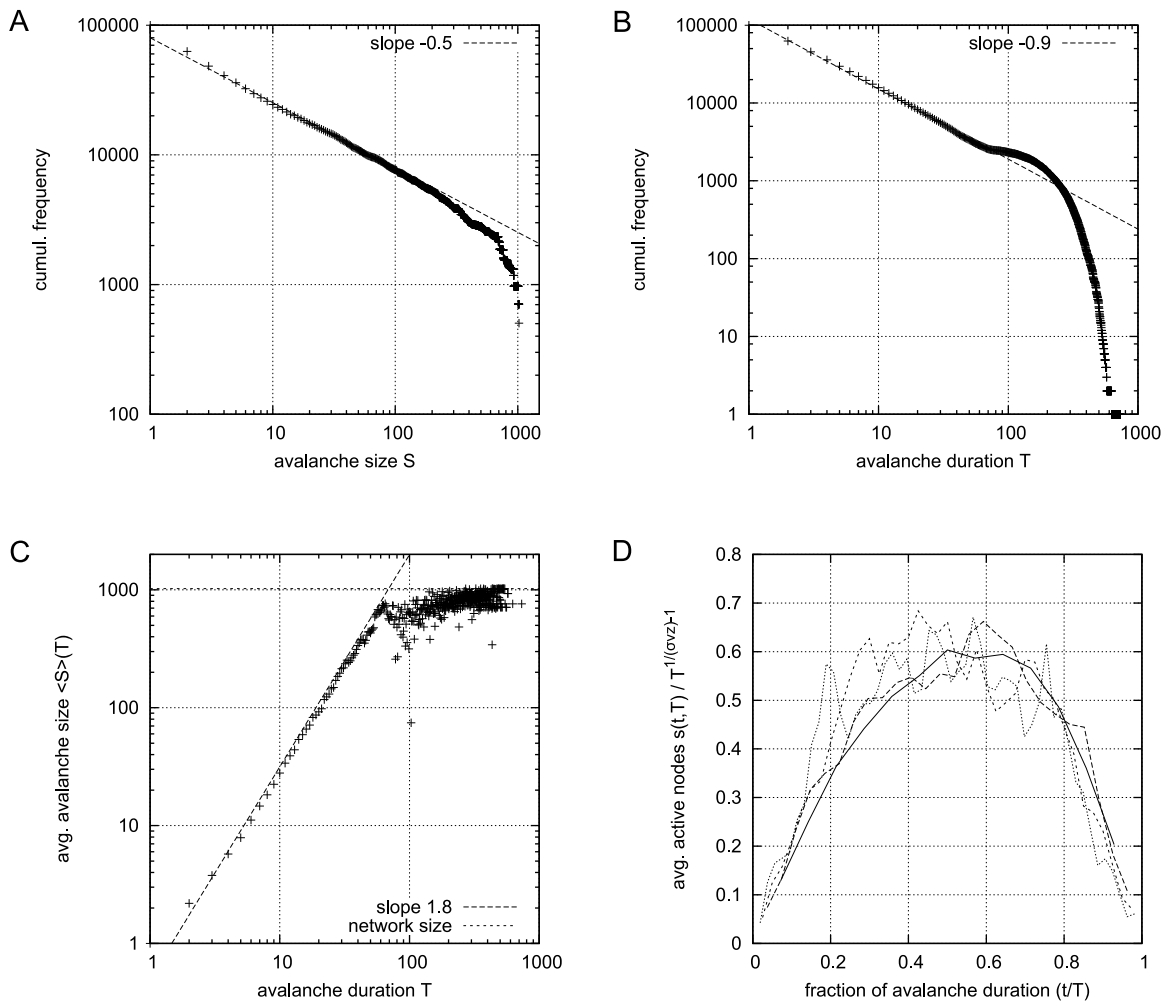 A
100000
10000
1000
100
1
10
100
1000
cumul. frequency
avalanche size S
slope -0.5
B
100000
10000
1000
100
10
1
1
10
100
1000
cumul. frequency
avalanche duration T
slope -0.9
C
1000
100
10
1
1
10
100
1000
avg. avalanche size <S>(T)
avalanche duration T
slope 1.8
network size
D
0.8
0.7
0.6
0.5
0.4
0.3
0.2
0.1
0
0
0.2
0.4
0.6
0.8
1
avg. active nodes s(t,T) / T^1/(σνz)-1
fraction of avalanche duration (t/T)